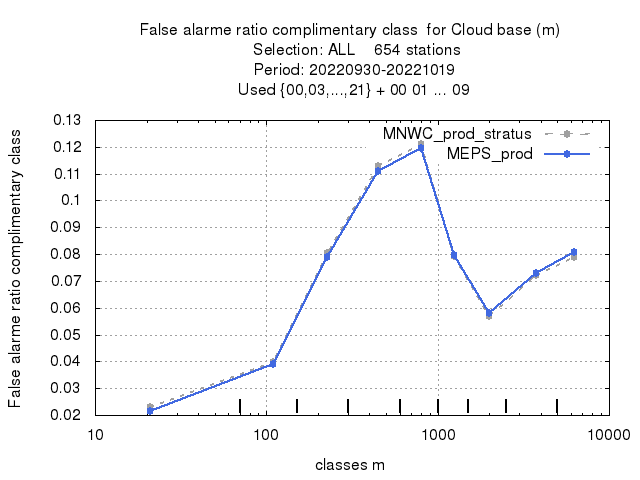 False alarme ratio complimentary class  for Cloud base (m)
Selection: ALL    654 stations
Period: 20220930-20221019
Used {00,03,...,21} + 00 01 ... 09
MNWC_prod_stratus
MEPS_prod
False alarme ratio complimentary class
0.13
0.12
0.11
0.1
0.09
0.08
0.07
0.06
0.05
0.04
0.03
0.02
10
100
1000
10000
classes m